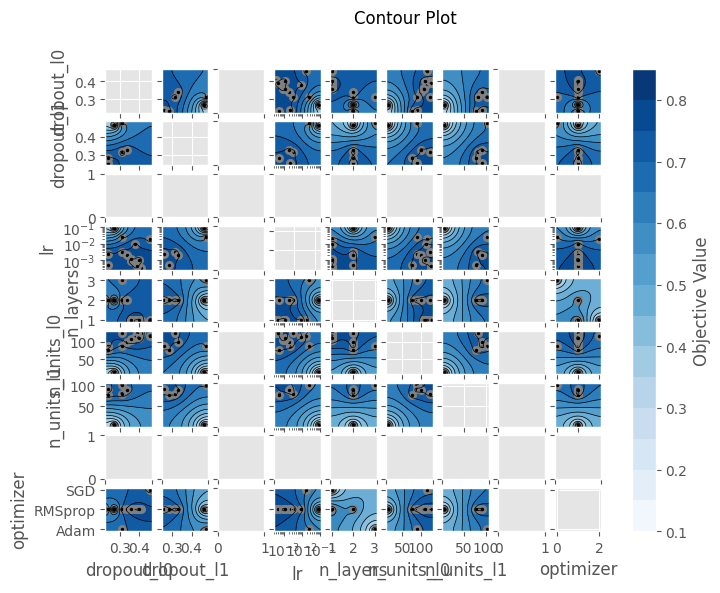 Contour Plot
dropout_l0
0.4
0.3
dropout_l1
0.4
0.3
1
0
lr
10⁻¹
10⁻²
10⁻³
n_layers
3
2
1
n_units_l0
100
50
n_units_l1
100
50
1
0
optimizer
SGD
RMSprop
Adam
0.3 0.4 0.3 0.4 0 1 1 2 3 50 100 50 100 0 1 0 2
dropout_l0 dropout_l1 lr n_layers n_units_l0 n_units_l1 optimizer
0.8
0.7
0.6
0.5
0.4
0.3
0.2
0.1
Objective Value